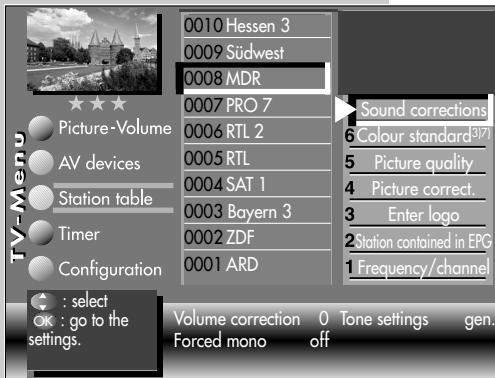 TV-Menu
Picture-Volume
AV devices
Station table
Timer
Configuration
0010 Hessen 3
0009 Südwest
0008 MDR
0007 PRO 7
0006 RTL 2
0005 RTL
0004 SAT 1
0003 Bayern 3
0002 ZDF
0001 ARD
Sound corrections
6 Colour standard3)7)
5 Picture quality
4 Picture correct.
3 Enter logo
2 Station contained in EPG
1 Frequency/channel
: select
OK : go to the
settings.
Volume correction 0 Tone settings gen.
Forced mono off